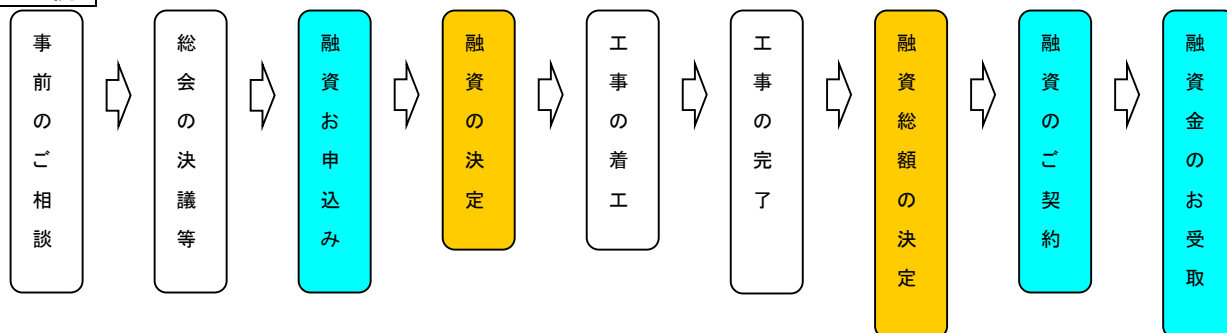 事前のご相談
総会の決議等
融資お申込み
融資の決定
工事の着工
工事の完了
融資総額の決定
融資のご契約
融資金のお受取